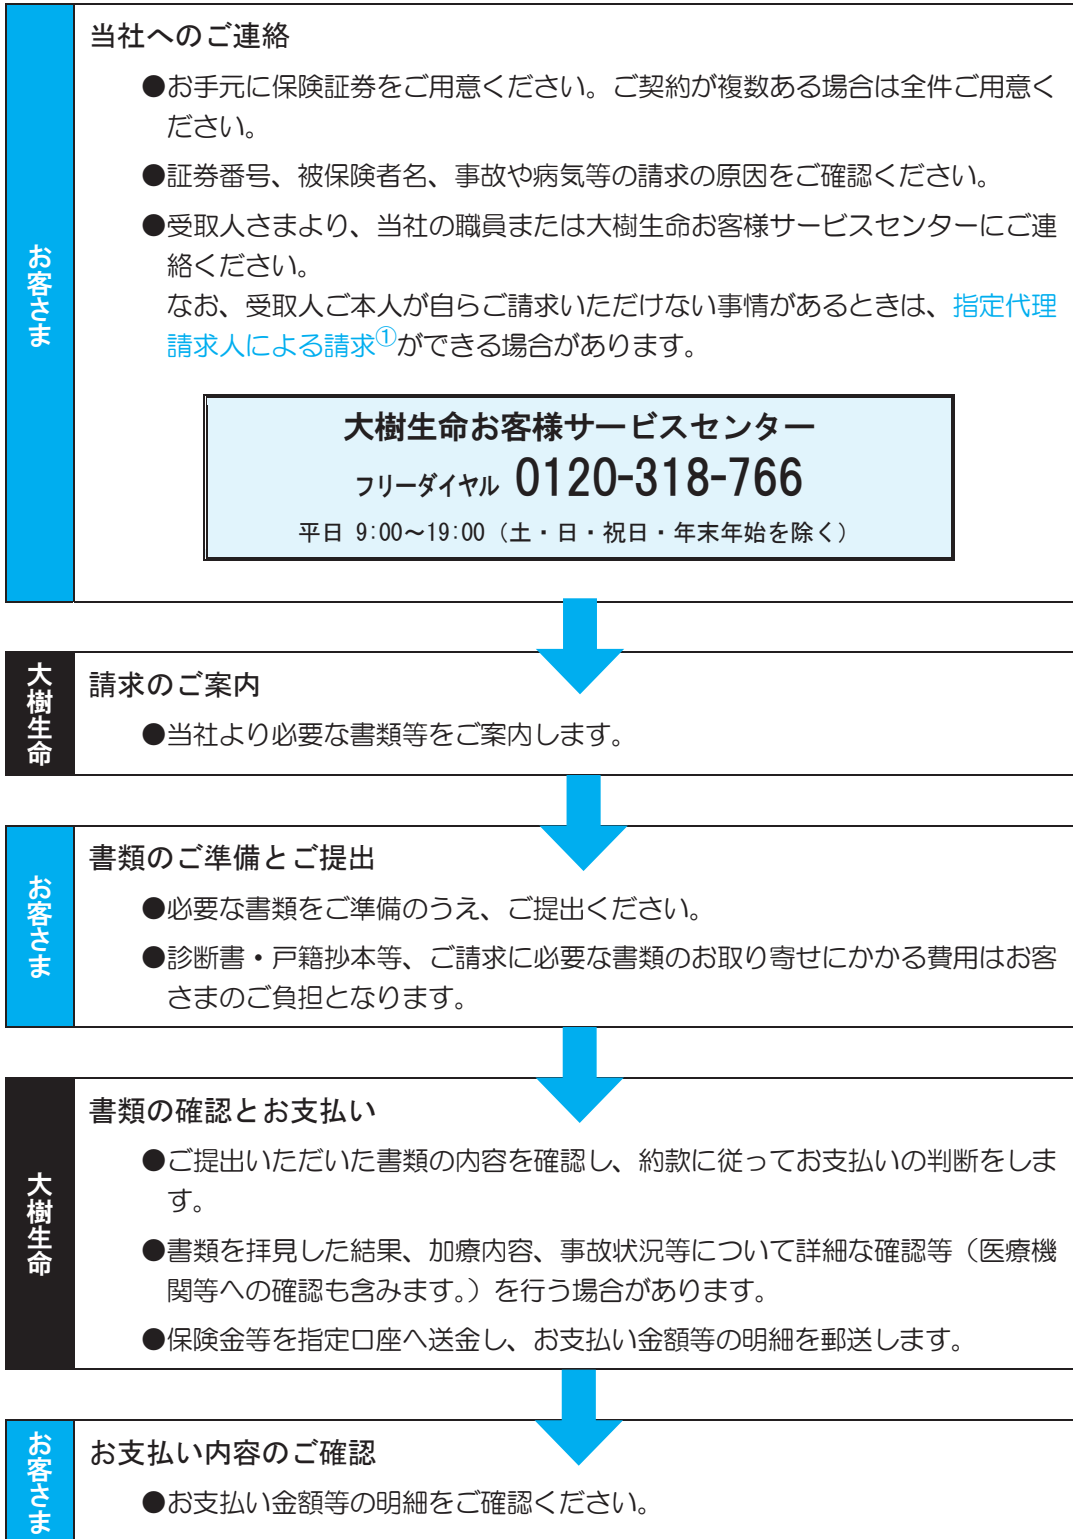 お客さま
当社へのご連絡
●お手元に保険証券をご用意ください。ご契約が複数ある場合は全件ご用意く
ださい。
●証券番号、被保険者名、事故や病気等の請求の原因をご確認ください。
●受取人さまより、当社の職員または大樹生命お客様サービスセンターにご連
絡ください。
なお、受取人ご本人が自らご請求いただけない事情があるときは、指定代理
請求人による請求①ができる場合があります。
大樹生命お客様サービスセンター
フリーダイヤル 0120-318-766
平日 9:00～19:00（土・日・祝日・年末年始を除く）
大樹生命
請求のご案内
●当社より必要な書類等をご案内します。
お客さま
書類のご準備とご提出
●必要な書類をご準備のうえ、ご提出ください。
●診断書・戸籍抄本等、ご請求に必要な書類のお取り寄せにかかる費用はお客
さまのご負担となります。
大樹生命
書類の確認とお支払い
●ご提出いただいた書類の内容を確認し、約款に従ってお支払いの判断をしま
す。
●書類を拝見した結果、加療内容、事故状況等について詳細な確認等（医療機
関等への確認も含みます。）を行う場合があります。
●保険金等を指定口座へ送金し、お支払い金額等の明細を郵送します。
お客さま
お支払い内容のご確認
●お支払い金額等の明細をご確認ください。